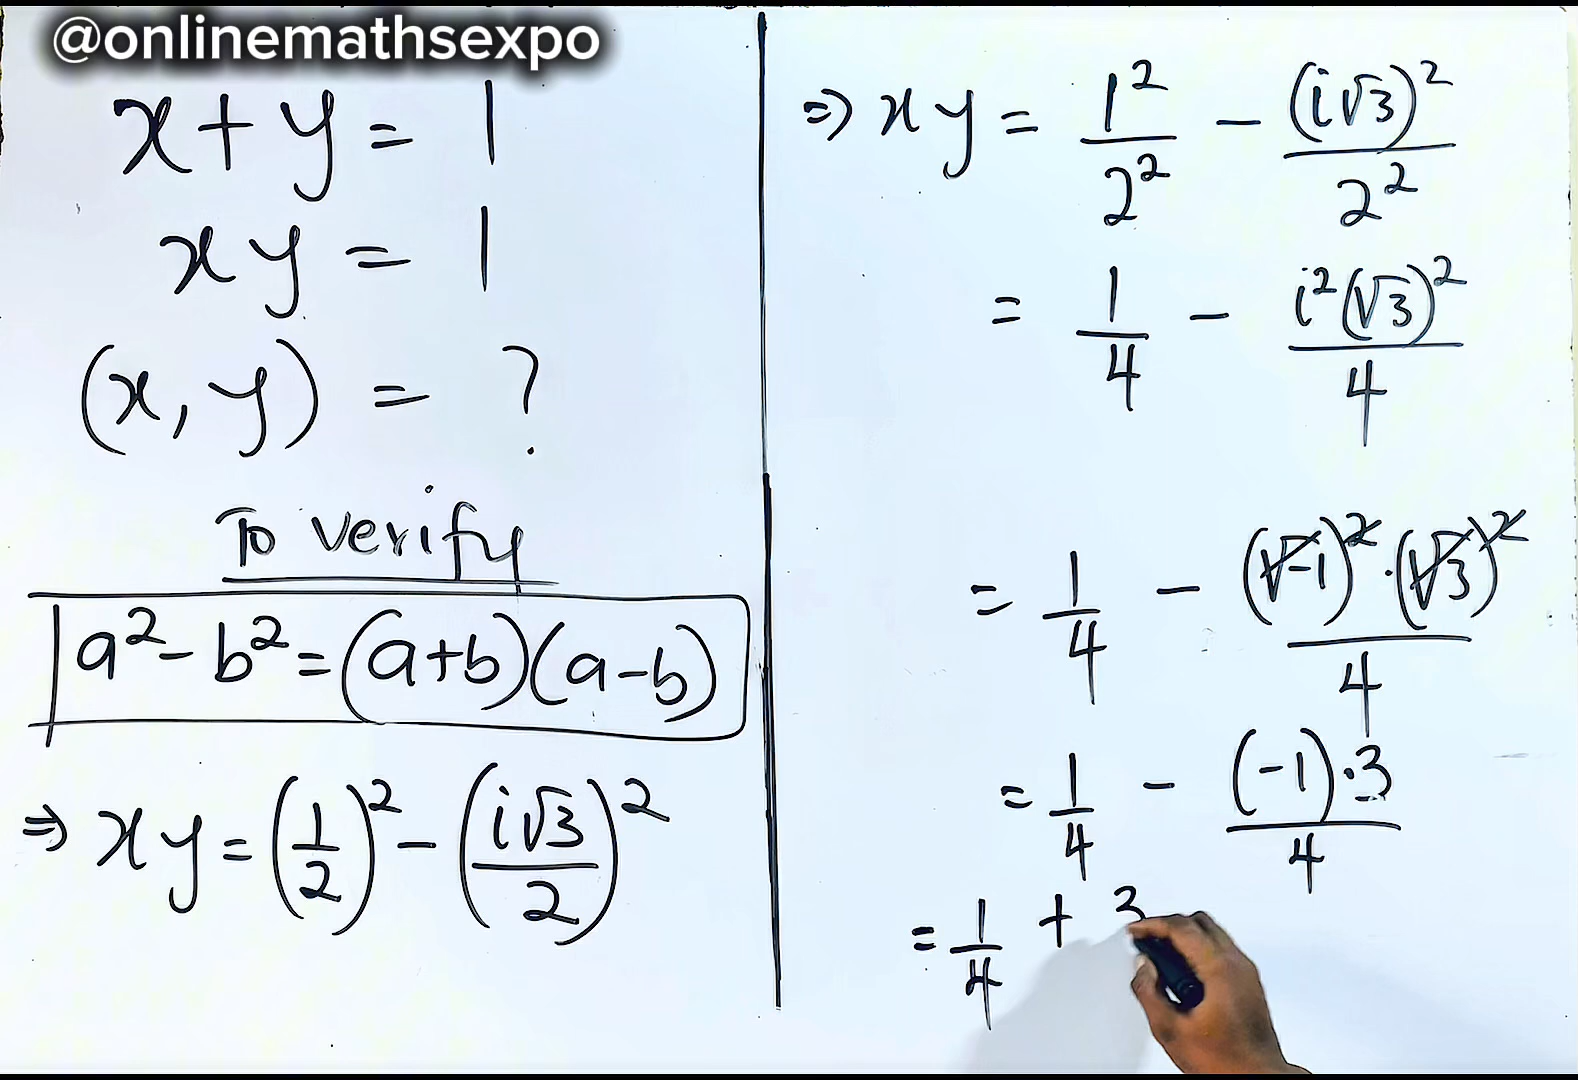 @onlinemathsexpo
x + y = 1
xy = 1
(x, y) = ?
To verify
a² - b² = (a+b)(a-b)
⇒ xy = (1/2)² - (i√3/2)²
⇒ xy = 1²/2² - (i√3)²/2²
= 1/4 - i²(√3)²/4
= 1/4 - (√-1)²·(√3)²/4
= 1/4 - (-1)·3/4
= 1/4 + 3